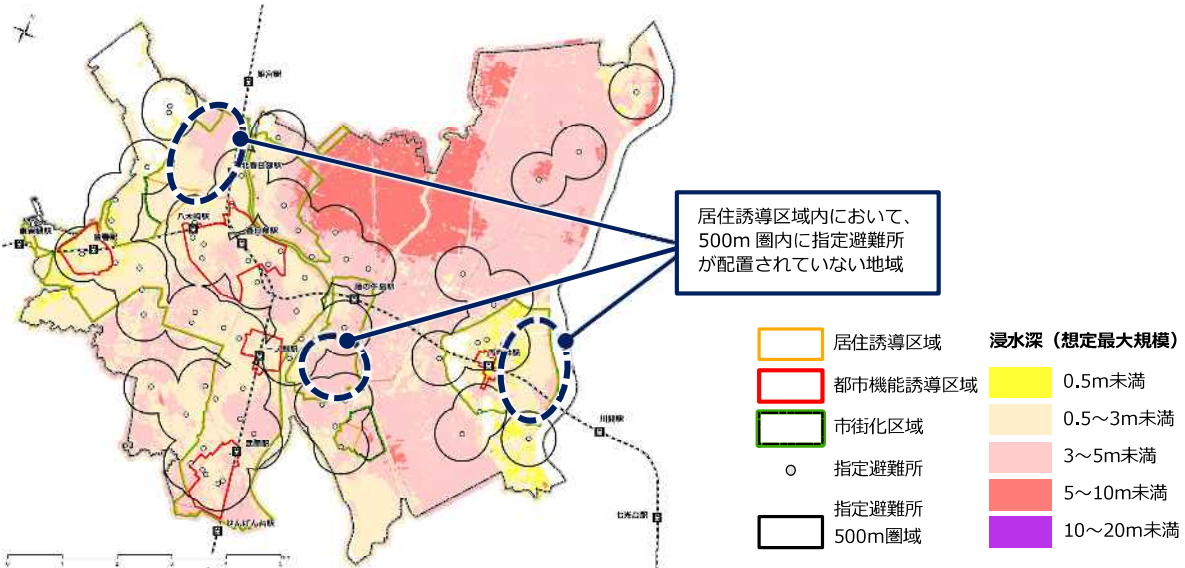 姫宮駅
北春日部駅
八木崎駅
春日部駅
東岩槻駅
豊春駅
藤の牛島駅
一ノ割駅
南桜井駅
川間駅
武里駅
せんげん台駅
七光台駅
居住誘導区域内において、
500m 圏内に指定避難所
が配置されていない地域
居住誘導区域
都市機能誘導区域
市街化区域
指定避難所
指定避難所
500m圏域
浸水深（想定最大規模）
0.5m未満
0.5～3m未満
3～5m未満
5～10m未満
10～20m未満